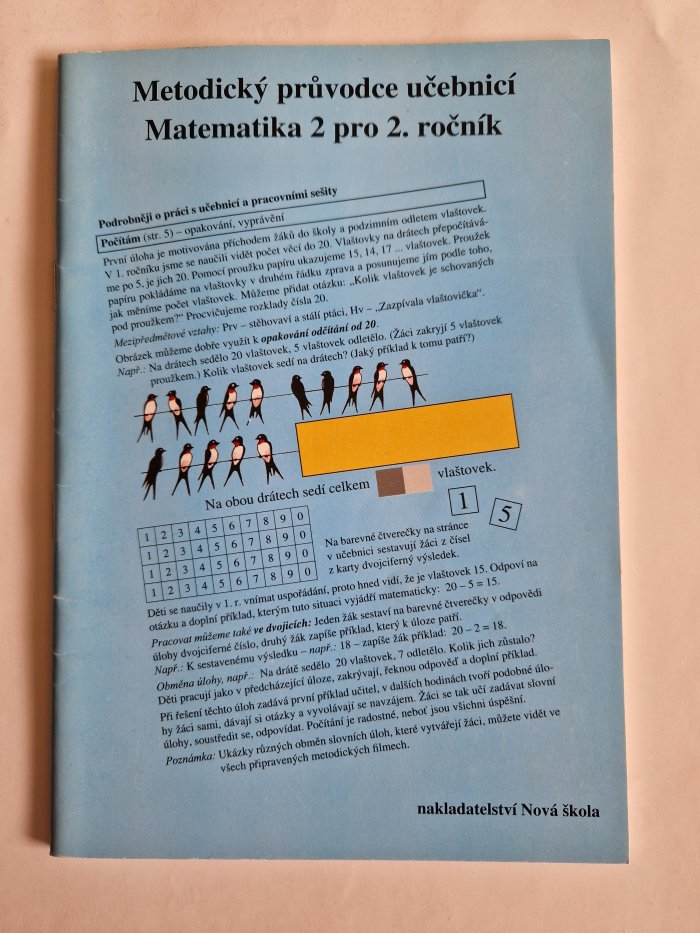 Metodický průvodce učebnicí
Matematika 2 pro 2. ročník
Podrobněji o práci s učebnicí a pracovními sešity
Počítám (str. 5) – opakování, vyprávění
První úloha je motivována příchodem žáků do školy a podzimním odletem vlaštovek.
V 1. ročníku jsme se naučili vidět počet věcí do 20. Vlaštovky na drátech přepočítává-
me po 5, je jich 20. Pomocí proužku papíru ukazujeme 15, 14, 17 ... vlaštovek. Proužek
papíru pokládáme na vlaštovky v druhém řádku zprava a posunujeme jím podle toho,
jak měníme počet vlaštovek. Můžeme přidat otázku: „Kolik vlaštovek je schovaných
pod proužkem?“ Procvičujeme rozklady čísla 20.
Mezipředmětové vztahy: Prv – stěhovaví a stálí ptáci, Hv – „Zazpívala vlaštovička“.
Obrázek můžeme dobře využít k opakování odčítání od 20.
Např.: Na drátech sedělo 20 vlaštovek, 5 vlaštovek odletělo. (Žáci zakryjí 5 vlaštovek
proužkem.) Kolik vlaštovek sedí na drátech? (Jaký příklad k tomu patří?)
Na obou drátech sedí celkem vlaštovek.
1 5
1 2 3 4 5 6 7 8 9 0
1 2 3 4 5 6 7 8 9 0
1 2 3 4 5 6 7 8 9 0
1 2 3 4 5 6 7 8 9 0
Na barevné čtverečky na stránce
v učebnici sestavují žáci z čísel
z karty dvojciferný výsledek.
Děti se naučily v 1. r. vnímat uspořádání, proto hned vidí, že je vlaštovek 15. Odpoví na
otázku a doplní příklad, kterým tuto situaci vyjádří matematicky: 20 – 5 = 15.
Pracovat můžeme také ve dvojicích: Jeden žák sestaví na barevné čtverečky v odpovědi
úlohy dvojciferné číslo, druhý žák zapíše příklad, který k úloze patří.
Např.: K sestavenému výsledku – např.: 18 – zapíše žák příklad: 20 – 2 = 18.
Obměna úlohy, např.: Na drátě sedělo 20 vlaštovek, 7 odletělo. Kolik jich zůstalo?
Děti pracují jako v předcházející úloze, zakrývají, řeknou odpověď a doplní příklad.
Při řešení těchto úloh zadává první příklad učitel, v dalších hodinách tvoří podobné úlo-
hy žáci sami, dávají si otázky a vyvolávají se navzájem. Žáci se tak učí zadávat slovní
úlohy, soustředit se, odpovídat. Počítání je radostné, neboť jsou všichni úspěšní.
Poznámka: Ukázky různých obměn slovních úloh, které vytvářejí žáci, můžete vidět ve
všech připravených metodických filmech.
nakladatelství Nová škola